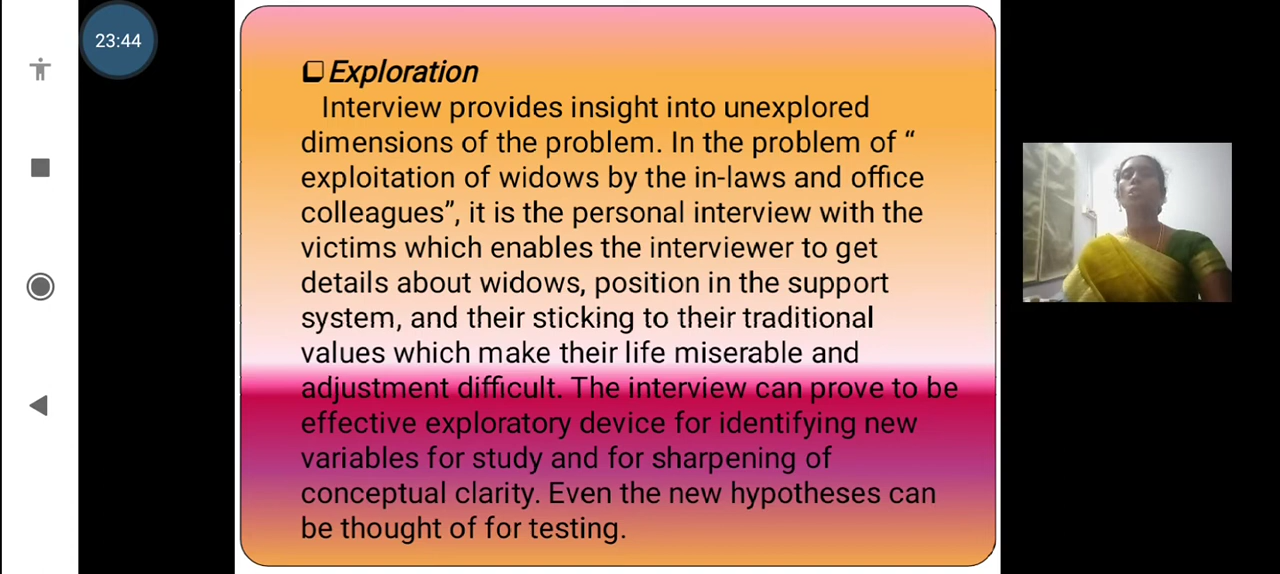 23:44
Exploration
Interview provides insight into unexplored
dimensions of the problem. In the problem of “
exploitation of widows by the in-laws and office
colleagues”, it is the personal interview with the
victims which enables the interviewer to get
details about widows, position in the support
system, and their sticking to their traditional
values which make their life miserable and
adjustment difficult. The interview can prove to be
effective exploratory device for identifying new
variables for study and for sharpening of
conceptual clarity. Even the new hypotheses can
be thought of for testing.